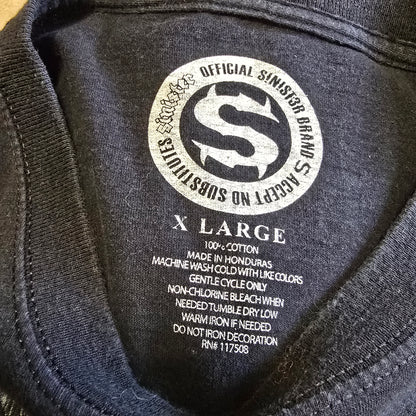 Sinister OFFICIAL S!N!ST3R BRAND S ACCEPT NO SUBSTITUTES
S
X LARGE
100% COTTON
MADE IN HONDURAS
MACHINE WASH COLD WITH LIKE COLORS
GENTLE CYCLE ONLY
NON-CHLORINE BLEACH WHEN
NEEDED TUMBLE DRY LOW
WARM IRON IF NEEDED
DO NOT IRON DECORATION
RN# 117508